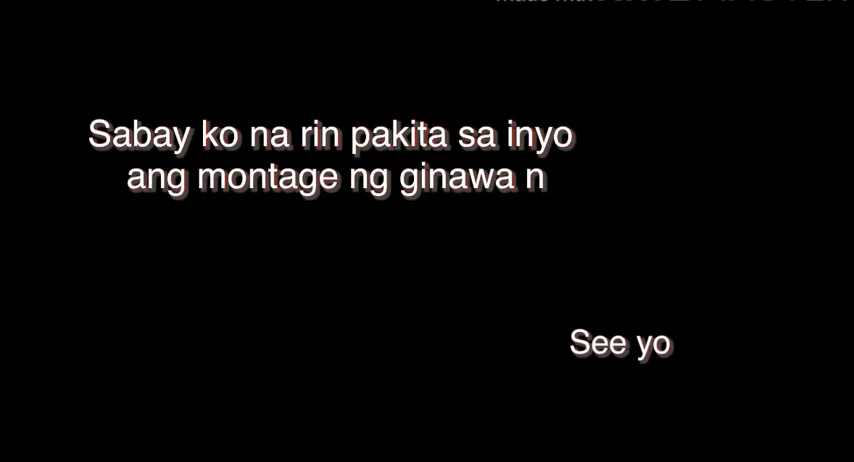 Sabay ko na rin pakita sa inyo
ang montage ng ginawa n
See yo